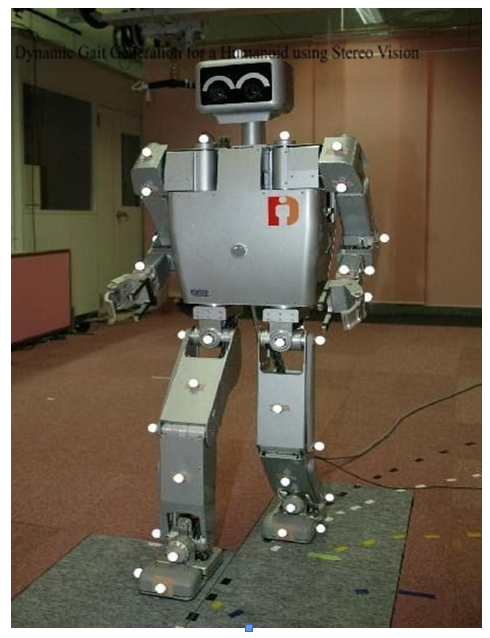 Dynamic Gait Generation for a Humanoid using Stereo Vision